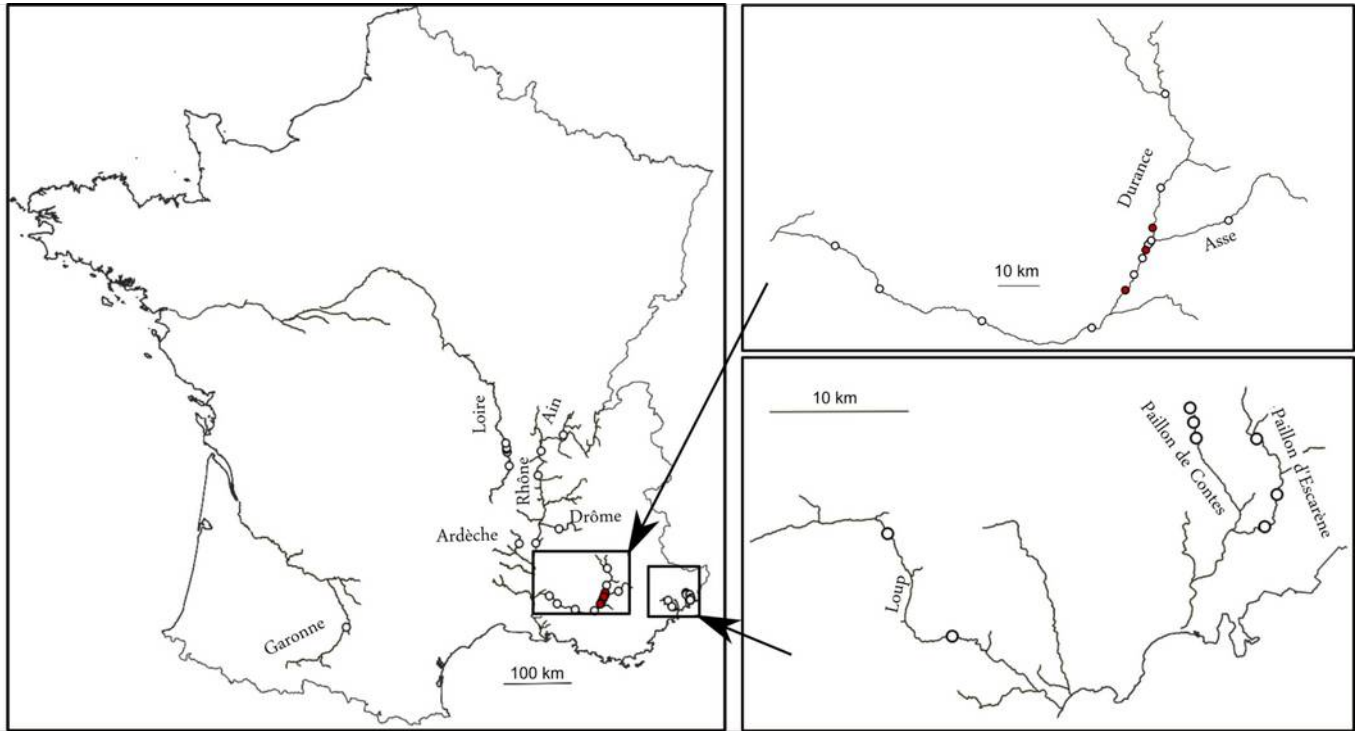 Loire
Ain
Rhône
Drôme
Ardèche
Garonne
100 km
Durance
Asse
10 km
10 km
Paillon de Contes
Paillon d'Escarène
Loup